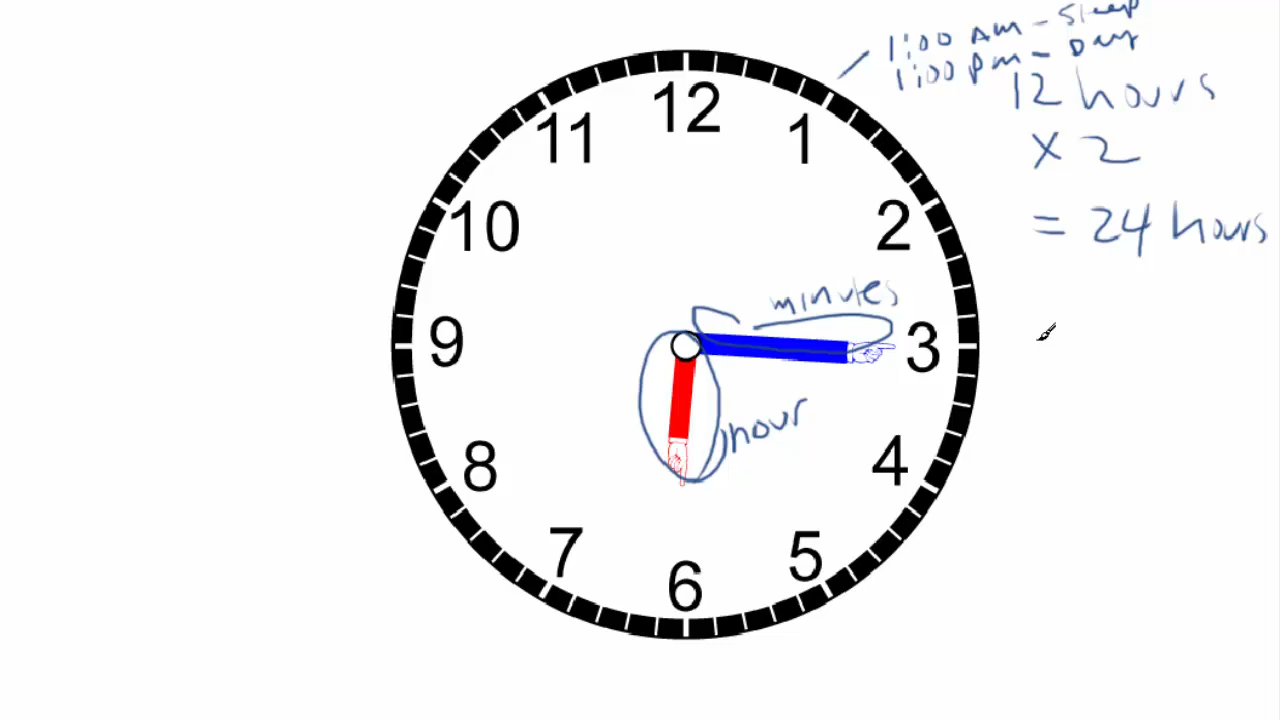 1:00 AM - Sleep
1:00 PM - Day
12 hours
x 2
= 24 hours
12
11
1
10
2
minutes
9
3
hour
8
4
7
5
6